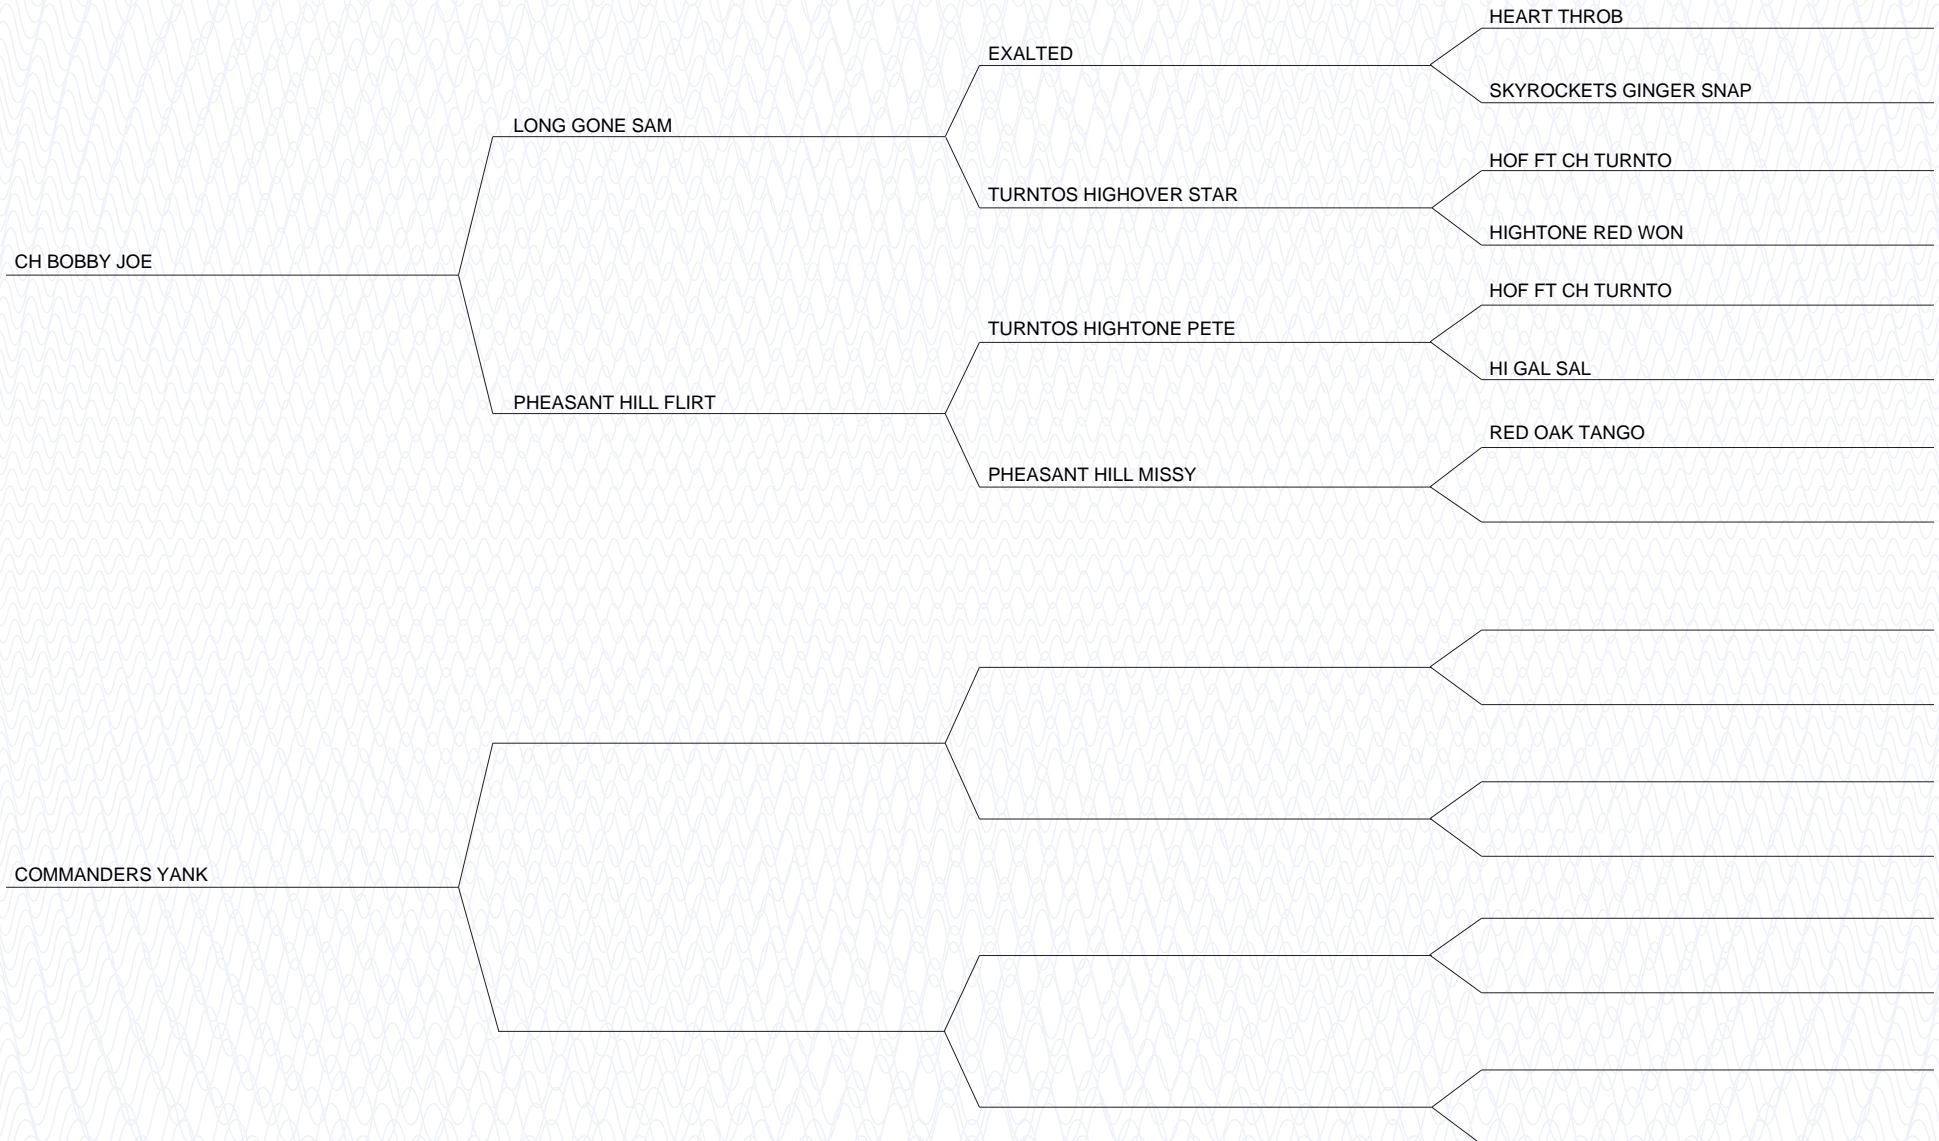 HEART THROB
EXALTED
SKYROCKETS GINGER SNAP
LONG GONE SAM
HOF FT CH TURNTO
TURNTOS HIGHOVER STAR
HIGHTONE RED WON
CH BOBBY JOE
HOF FT CH TURNTO
TURNTOS HIGHTONE PETE
HI GAL SAL
PHEASANT HILL FLIRT
RED OAK TANGO
PHEASANT HILL MISSY
COMMANDERS YANK